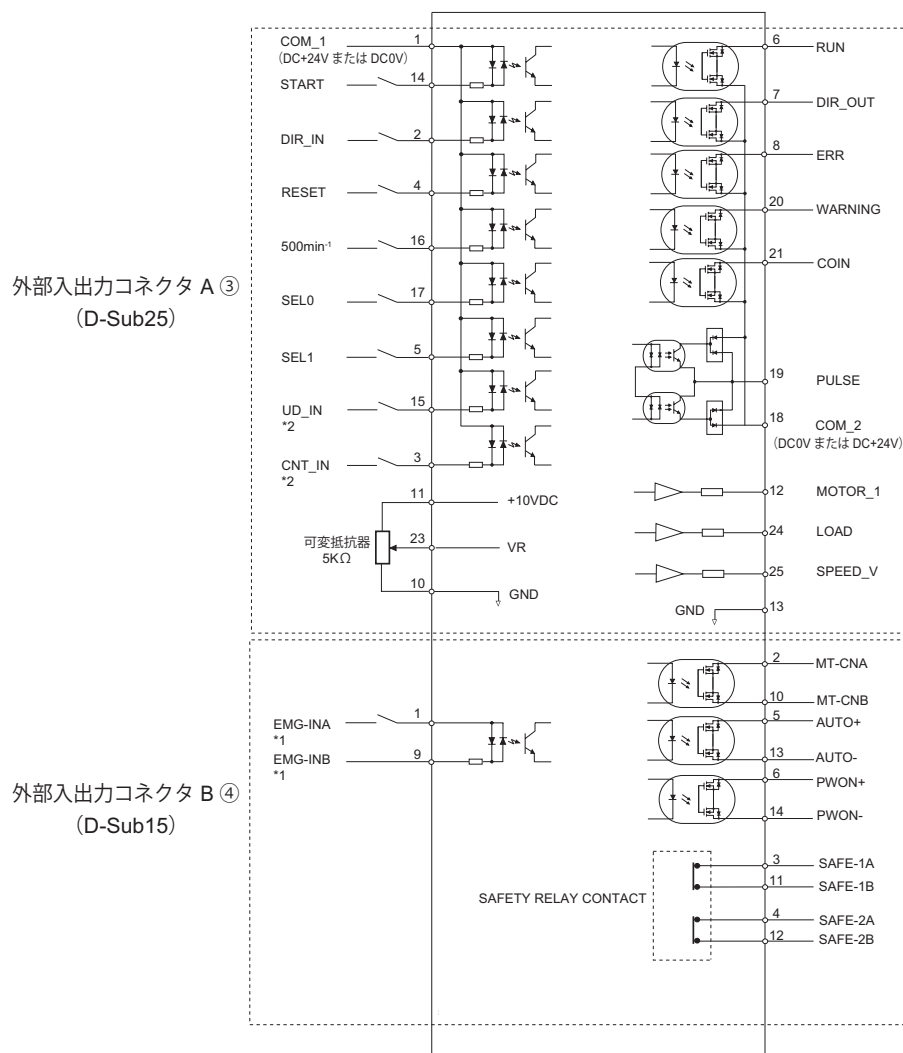 外部入出力コネクタ A ③
（D-Sub25）
COM_1
（DC+24V または DC0V）
1
START
14
DIR_IN
2
RESET
4
500min-1
16
SEL0
17
SEL1
5
UD_IN
*2
15
CNT_IN
*2
3
11
+10VDC
可変抵抗器
5KΩ
23
VR
10
GND
6
RUN
7
DIR_OUT
8
ERR
20
WARNING
21
COIN
19
PULSE
18
COM_2
（DC0V または DC+24V）
12
MOTOR_1
24
LOAD
25
SPEED_V
GND
13
外部入出力コネクタ B ④
（D-Sub15）
EMG-INA
*1
1
EMG-INB
*1
9
2
MT-CNA
10
MT-CNB
5
AUTO+
13
AUTO-
6
PWON+
14
PWON-
SAFETY RELAY CONTACT
3
SAFE-1A
11
SAFE-1B
4
SAFE-2A
12
SAFE-2B